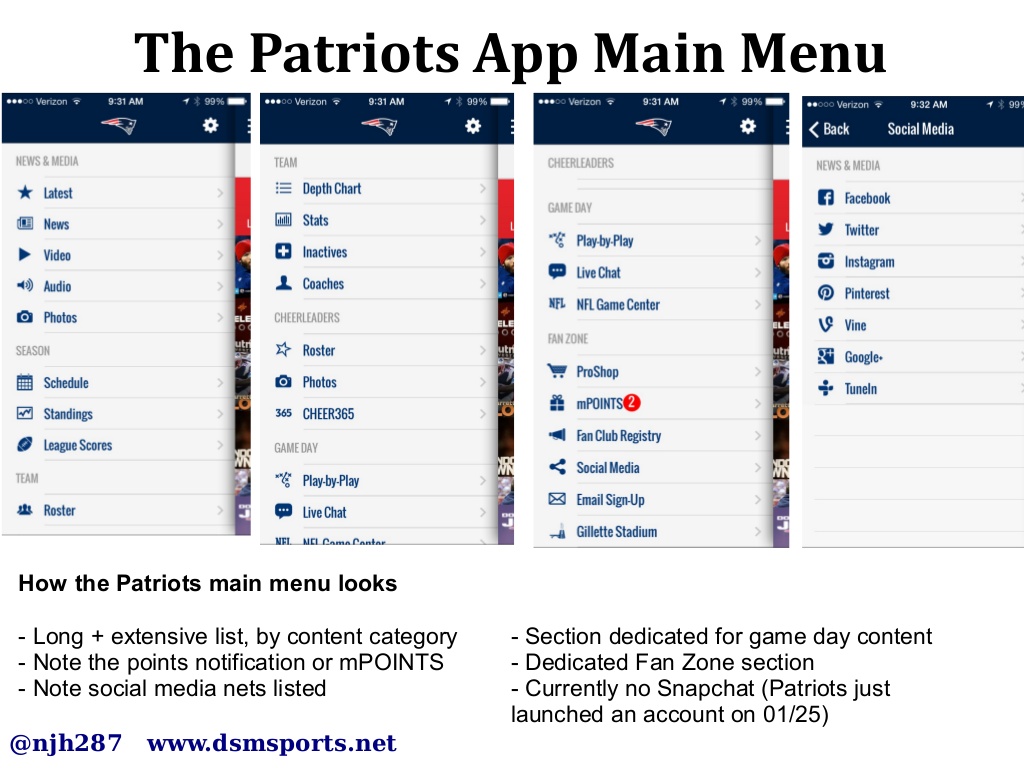 The Patriots App Main Menu
Verizon 9:31 AM 99%
NEWS & MEDIA
Latest
News
Video
Audio
Photos
SEASON
Schedule
Standings
League Scores
TEAM
Roster
Verizon 9:31 AM 99%
TEAM
Depth Chart
Stats
Inactives
Coaches
CHEERLEADERS
Roster
Photos
365 CHEER365
GAME DAY
Play-by-Play
Live Chat
NFL NFL Game Center
Verizon 9:31 AM 99%
CHEERLEADERS
GAME DAY
Play-by-Play
Live Chat
NFL NFL Game Center
FAN ZONE
ProShop
mPOINTS 2
Fan Club Registry
Social Media
Email Sign-Up
Gillette Stadium
Verizon 9:32 AM 99%
Back Social Media
NEWS & MEDIA
Facebook
Twitter
Instagram
Pinterest
Vine
Google+
TuneIn
How the Patriots main menu looks
- Long + extensive list, by content category
- Note the points notification or mPOINTS
- Note social media nets listed
- Section dedicated for game day content
- Dedicated Fan Zone section
- Currently no Snapchat (Patriots just
launched an account on 01/25)
@njh287 www.dsmsports.net